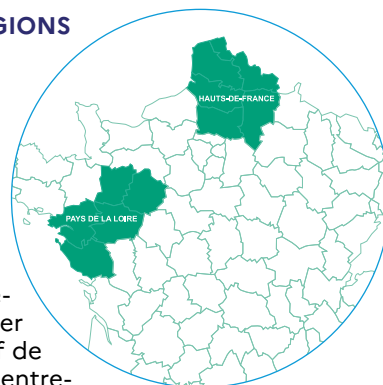 GIONS
HAUTS-DE-FRANCE
PAYS DE LA LOIRE
-
er
f de
entre-